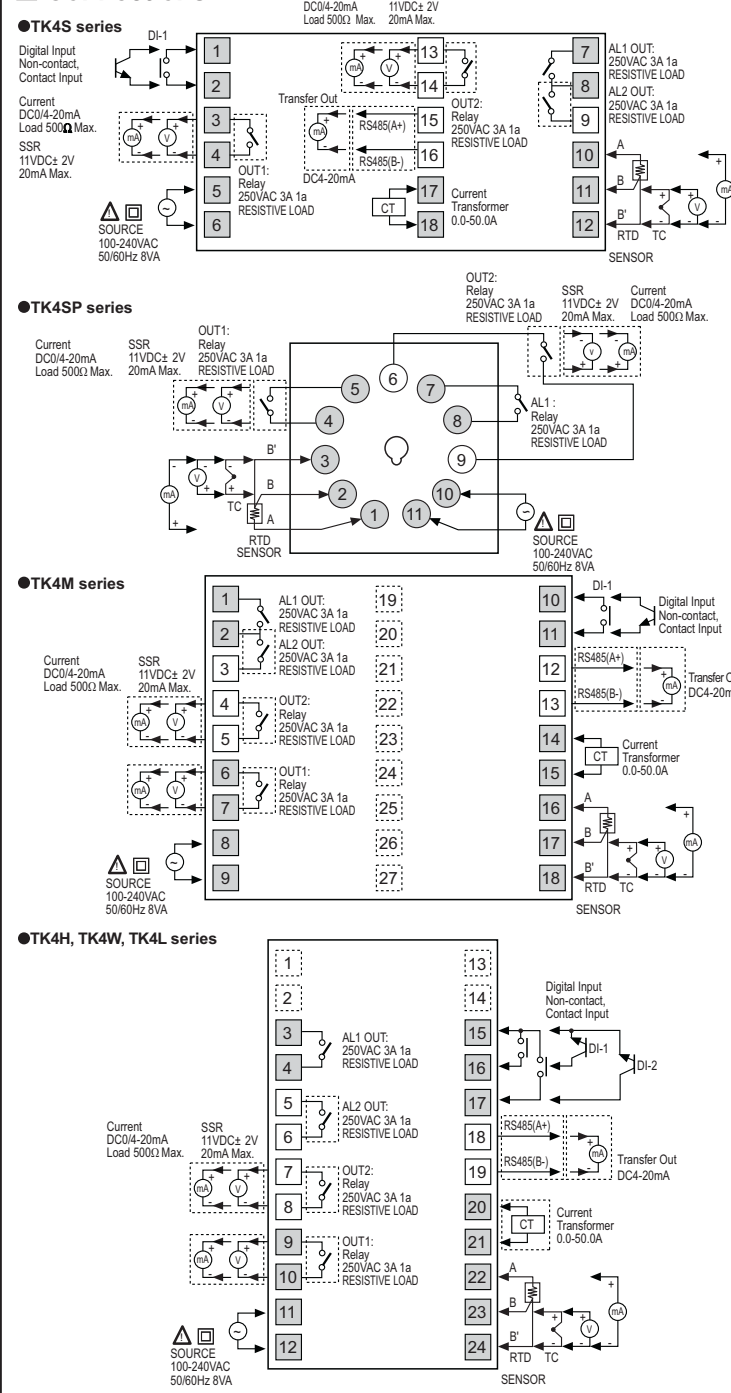 DC0/4-20mA
Load 500Ω Max.
11VDC± 2V
20mA Max.
●TK4S series
Digital Input
Non-contact,
Contact Input
DI-1
1
2
Current
DC0/4-20mA
Load 500Ω Max.
SSR
11VDC± 2V
20mA Max.
mA
+
-
V
+
-
3
4
OUT1:
Relay
250VAC 3A 1a
RESISTIVE LOAD
5
6
SOURCE
100-240VAC
50/60Hz 8VA
mA
+
-
V
+
-
13
14
Transfer Out
mA
+
-
DC4-20mA
RS485(A+)
RS485(B-)
15
16
OUT2:
Relay
250VAC 3A 1a
RESISTIVE LOAD
CT
17
18
Current
Transformer
0.0-50.0A
7
8
9
AL1 OUT:
250VAC 3A 1a
RESISTIVE LOAD
AL2 OUT:
250VAC 3A 1a
RESISTIVE LOAD
10
11
12
A
B
B'
RTD
TC
+
-
V
+
-
mA
+
-
SENSOR
●TK4SP series
Current
DC0/4-20mA
Load 500Ω Max.
SSR
11VDC± 2V
20mA Max.
OUT1:
Relay
250VAC 3A 1a
RESISTIVE LOAD
OUT2:
Relay
250VAC 3A 1a
RESISTIVE LOAD
SSR
11VDC± 2V
20mA Max.
Current
DC0/4-20mA
Load 500Ω Max.
mA
+
-
V
+
-
-
V
+
-
mA
+
5
4
6
7
8
AL1 :
Relay
250VAC 3A 1a
RESISTIVE LOAD
3
9
2
10
1
11
B'
B
A
mA
-
+
-
V
+
-
+
TC
RTD
SENSOR
SOURCE
100-240VAC
50/60Hz 8VA
●TK4M series
1
2
3
AL1 OUT:
250VAC 3A 1a
RESISTIVE LOAD
AL2 OUT:
250VAC 3A 1a
RESISTIVE LOAD
Current
DC0/4-20mA
Load 500Ω Max.
SSR
11VDC± 2V
20mA Max.
mA
+
-
V
+
-
4
5
OUT2:
Relay
250VAC 3A 1a
RESISTIVE LOAD
mA
+
-
V
+
-
6
7
OUT1:
Relay
250VAC 3A 1a
RESISTIVE LOAD
8
9
SOURCE
100-240VAC
50/60Hz 8VA
19
20
21
22
23
24
25
26
27
10
11
DI-1
Digital Input
Non-contact,
Contact Input
12
13
RS485(A+)
RS485(B-)
mA
+
-
Transfer
DC4-20m
14
15
CT
Current
Transformer
0.0-50.0A
16
17
18
A
B
B'
RTD
TC
+
-
V
+
-
mA
+
-
SENSOR
●TK4H, TK4W, TK4L series
1
2
3
4
AL1 OUT:
250VAC 3A 1a
RESISTIVE LOAD
5
6
AL2 OUT:
250VAC 3A 1a
RESISTIVE LOAD
Current
DC0/4-20mA
Load 500Ω Max.
SSR
11VDC± 2V
20mA Max.
mA
+
-
V
+
-
7
8
OUT2:
Relay
250VAC 3A 1a
RESISTIVE LOAD
mA
+
-
V
+
-
9
10
OUT1:
Relay
250VAC 3A 1a
RESISTIVE LOAD
11
12
SOURCE
100-240VAC
50/60Hz 8VA
13
14
15
16
17
Digital Input
Non-contact,
Contact Input
DI-1
DI-2
18
19
RS485(A+)
RS485(B-)
mA
+
-
Transfer Out
DC4-20mA
20
21
CT
Current
Transformer
0.0-50.0A
22
23
24
A
B
B'
RTD
TC
+
-
V
+
-
mA
+
-
SENSOR